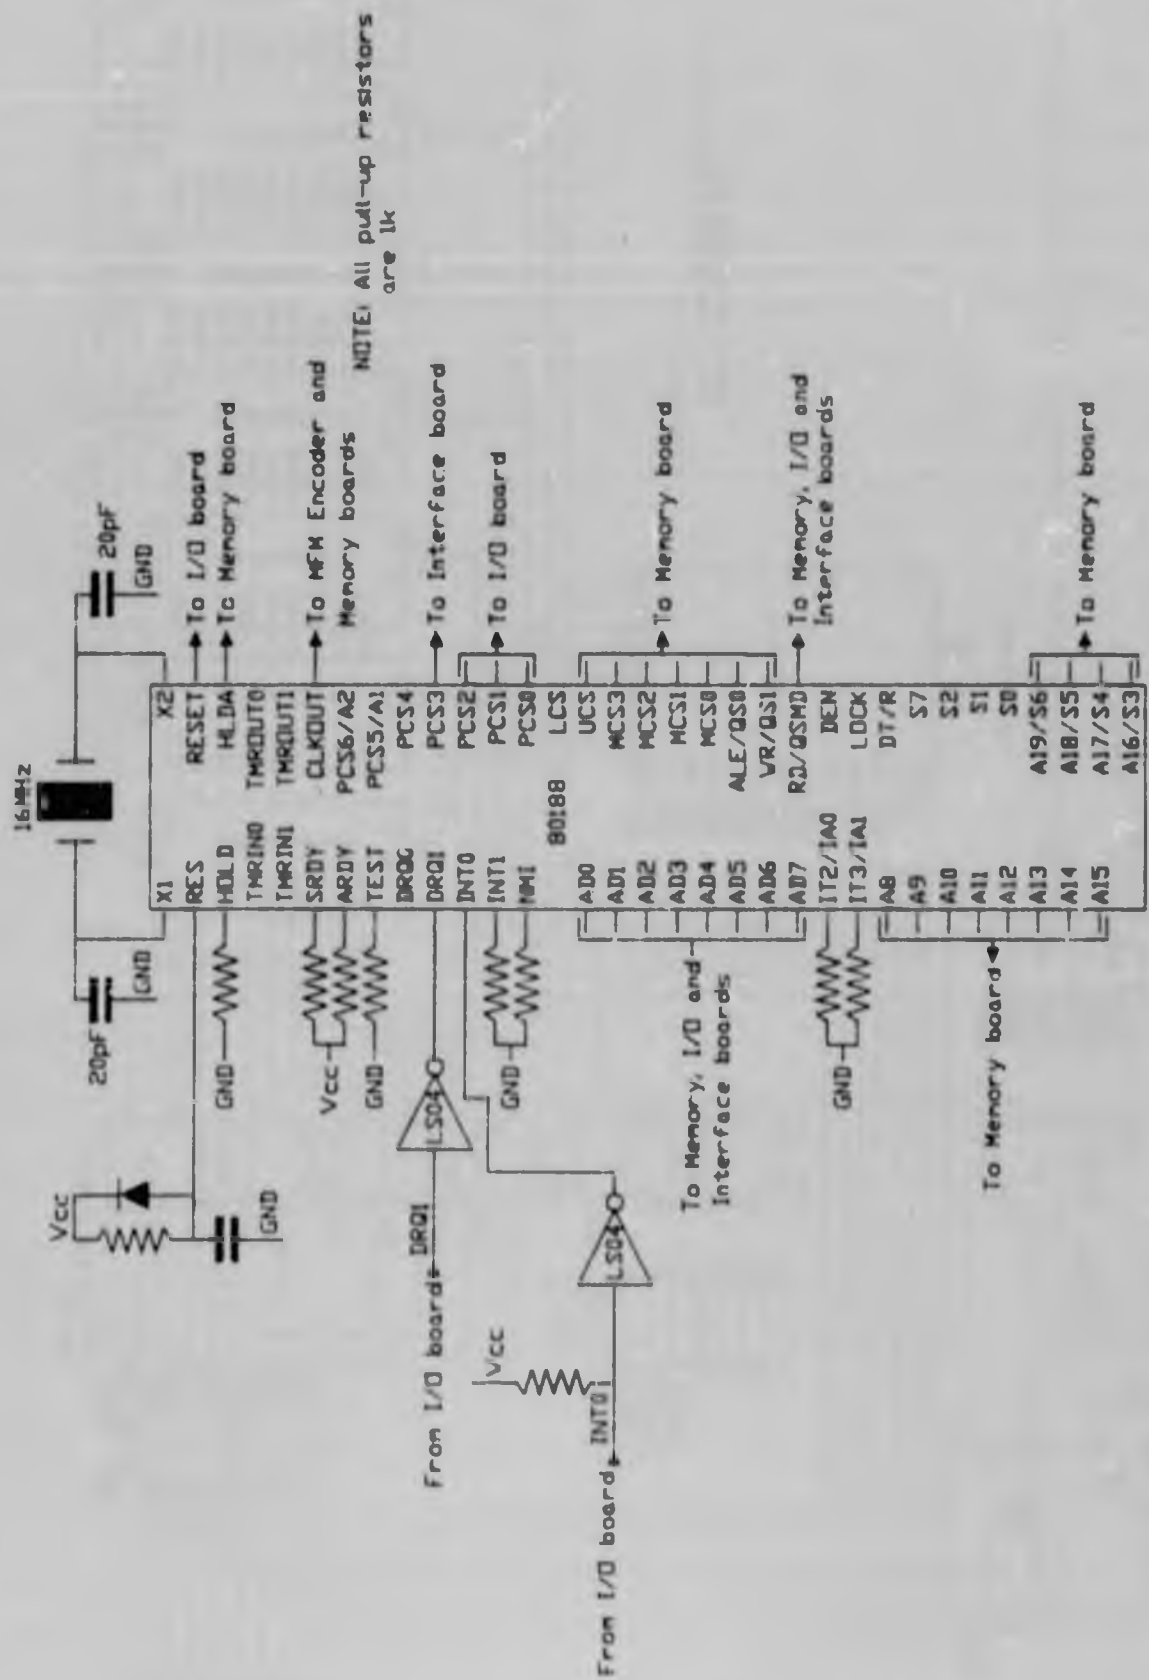 16MHz
20pF
GND
20pF
GND
Vcc
GND
X1
RES
HOLD
TMRIN0
TMRIN1
SRDY
ARDY
TEST
DRQ0
DRQ1
INT0
INT1
NMI
AD0
AD1
AD2
AD3
AD4
AD5
AD6
AD7
IT2/IA0
IT3/IA1
A8
A9
A10
A11
A12
A13
A14
A15
80188
X2
RESET
HLDA
TMROUT0
TMROUT1
CLKOUT
PCS6/A2
PCS5/A1
PCS4
PCS3
PCS2
PCS1
PCS0
LCS
UCS
MCS3
MCS2
MCS1
MCS0
ALE/QS0
WR/QS1
RD/QSMD
DEN
LOCK
DT/R
S7
S2
S1
S0
A19/S6
A18/S5
A17/S4
A16/S3
GND
Vcc
GND
LS04
DRQ1
From I/O board
GND
LS04
Vcc
INT0
From I/O board
To Memory, I/O and
Interface boards
GND
To Memory board
To I/O board
To Memory board
To MFM Encoder and
Memory boards
NOTE: All pull-up resistors
are 1k
To Interface board
To I/O board
To Memory board
To Memory, I/O and
Interface boards
To Memory board